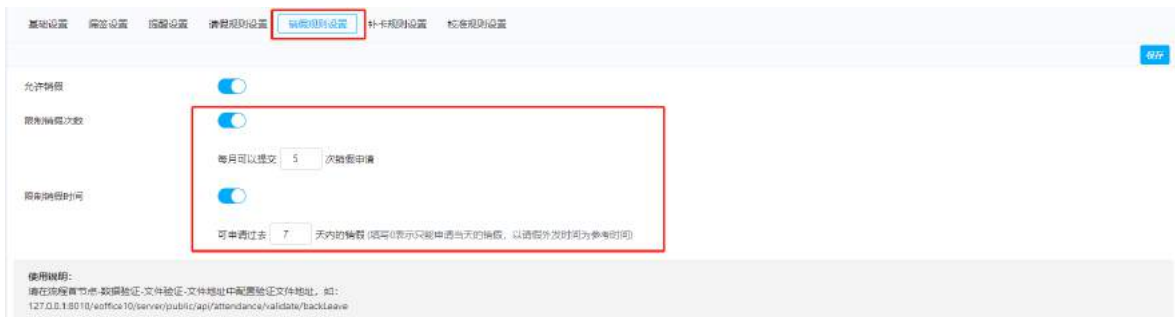 基础设置 漏签设置 提醒设置 请假规则设置 销假规则设置 补卡规则设置 校准规则设置
保存
允许销假
限制销假次数
每月可以提交 5 次销假申请
限制销假时间
可申请过去 7 天内的销假 (填写0表示只能申请当天的销假，以请假外发时间为参考时间)
使用说明：
请在流程首节点-数据验证-文件验证-文件地址中配置验证文件地址，如：
127.0.0.1:8010/eoffice10/server/public/api/attendance/validate/backLeave